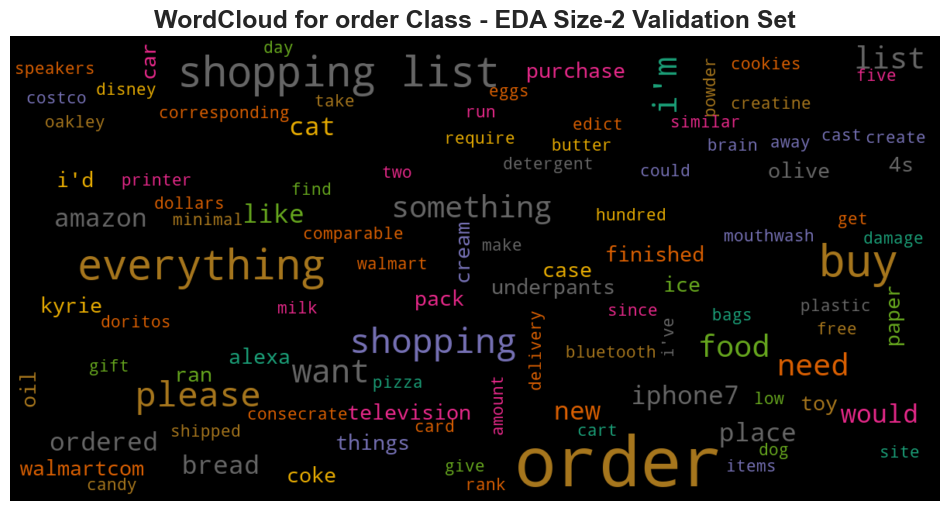 WordCloud for order Class - EDA Size-2 Validation Set
day
speakers
car
shopping list
purchase
i'm
powder
cookies
list
five
costco
disney
eggs
take
corresponding
run
creatine
oakley
cat
edict
similar
require
butter
brain
away
cast
create
detergent
could
olive
4s
i'd
printer
two
find
dollars
amazon
minimal
like
something
hundred
get
comparable
cream
make
mouthwash
damage
everything
walmart
case
finished
buy
underpants
ice
kyrie
milk
pack
since
plastic
paper
doritos
bags
free
shopping
delivery
i've
food
alexa
bluetooth
gift
ran
want
pizza
need
oil
please
amount
iphone7
low
toy
consecrate
television
new
would
card
shipped
cart
place
ordered
things
dog
site
walmartcom
bread
coke
give
order
items
candy
rank